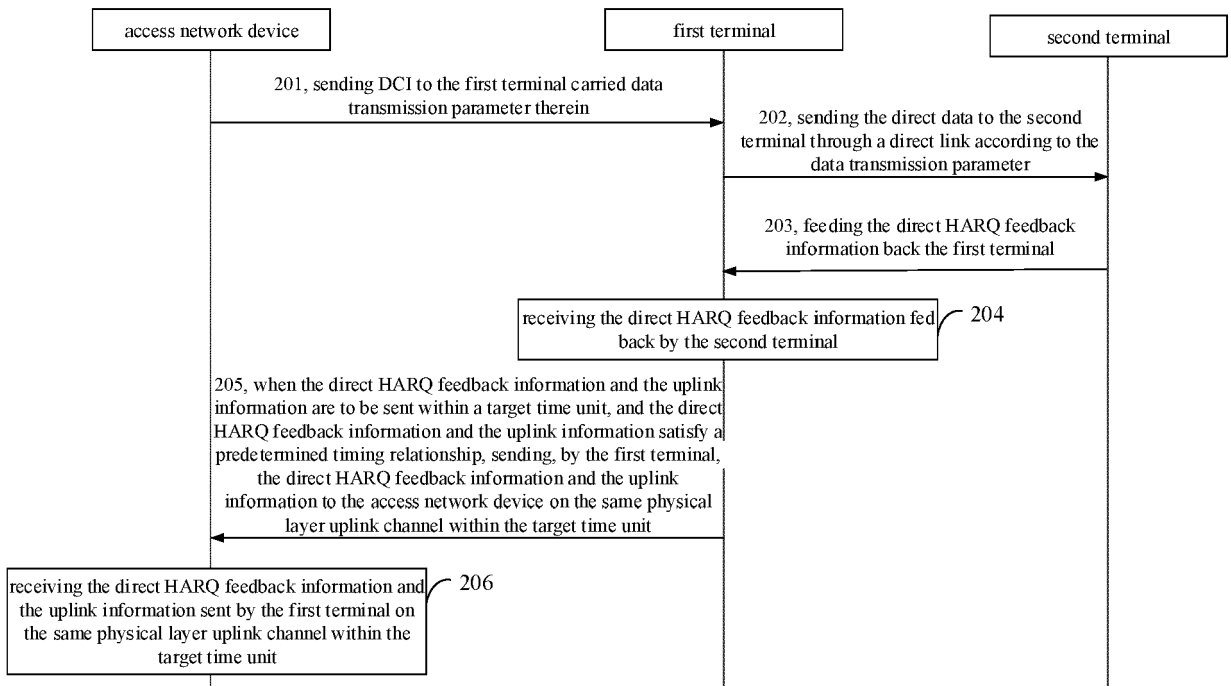 access network device
first terminal
second terminal
201, sending DCI to the first terminal carried data
transmission parameter therein
202, sending the direct data to the second
terminal through a direct link according to the
data transmission parameter
203, feeding the direct HARQ feedback
information back the first terminal
receiving the direct HARQ feedback information fed
back by the second terminal
204
205, when the direct HARQ feedback information and the uplink
information are to be sent within a target time unit, and the direct
HARQ feedback information and the uplink information satisfy a
predetermined timing relationship, sending, by the first terminal,
the direct HARQ feedback information and the uplink
information to the access network device on the same physical
layer uplink channel within the target time unit
receiving the direct HARQ feedback information and
the uplink information sent by the first terminal on
the same physical layer uplink channel within the
target time unit
206